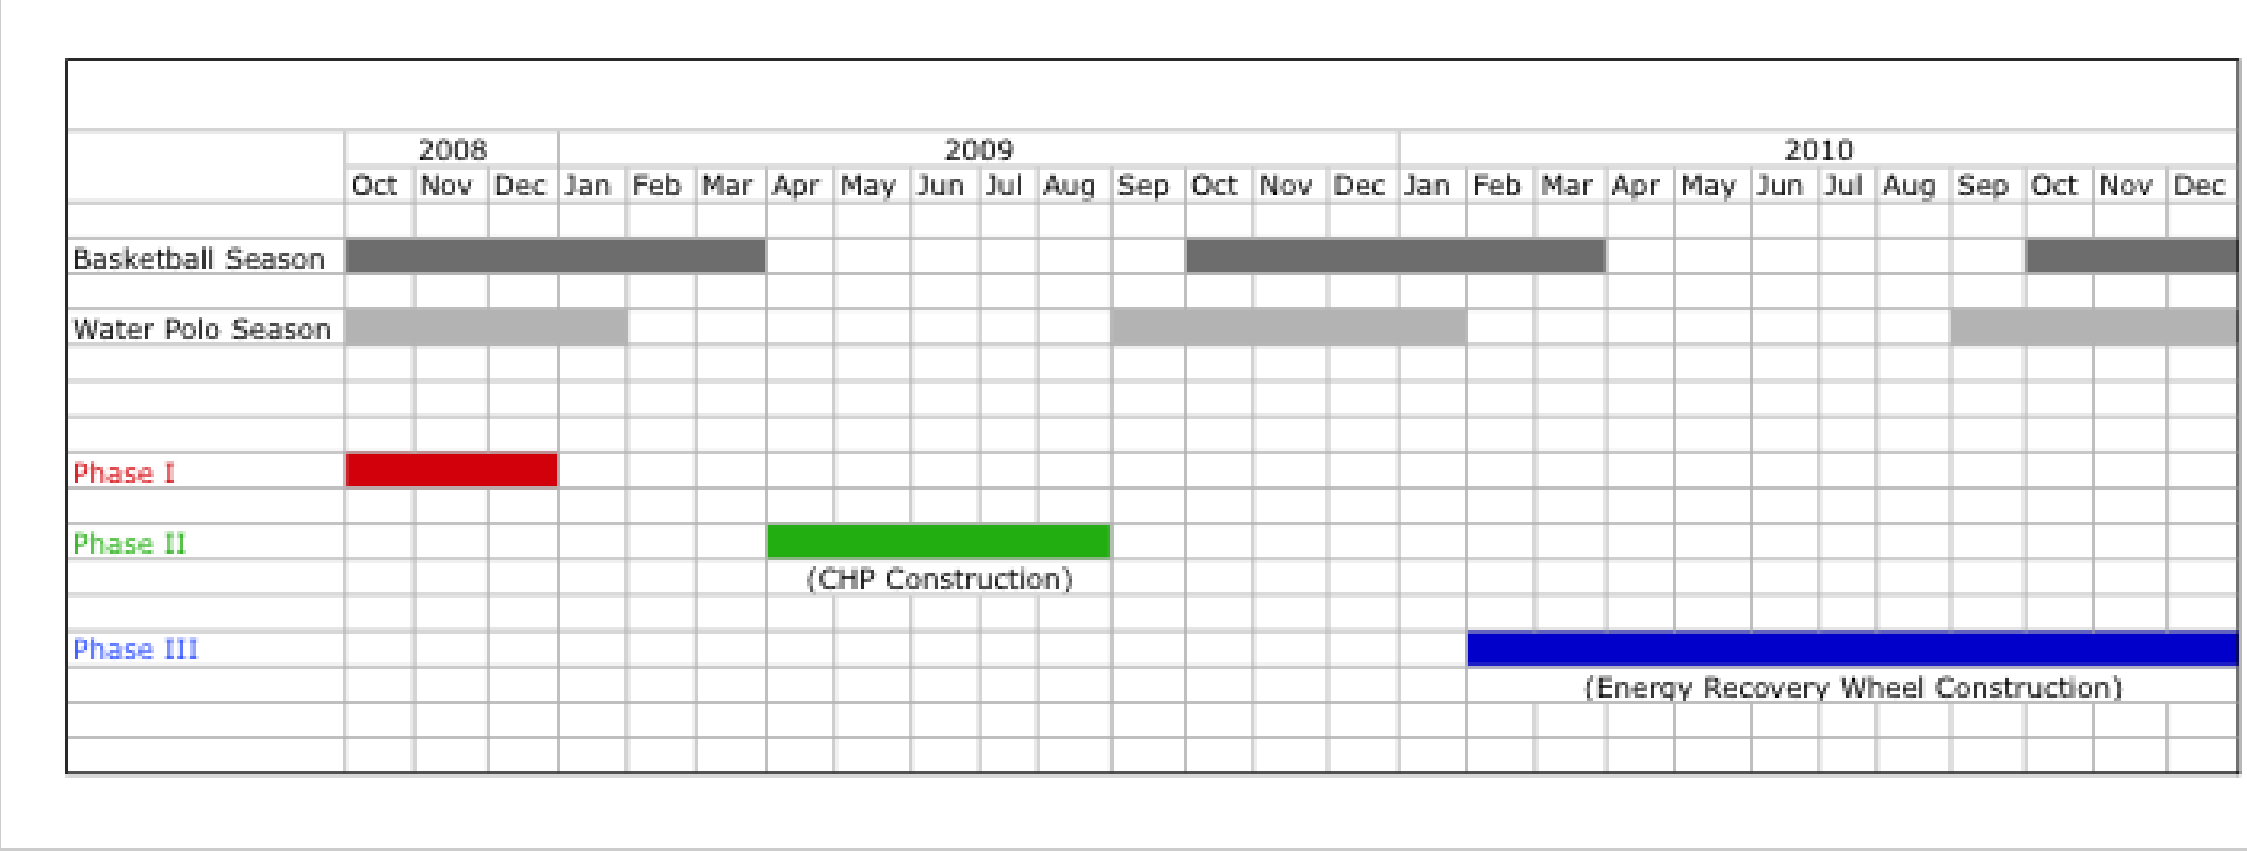 2008 2009 2010
Oct Nov Dec Jan Feb Mar Apr May Jun Jul Aug Sep Oct Nov Dec Jan Feb Mar Apr May Jun Jul Aug Sep Oct Nov Dec
Basketball Season
Water Polo Season
Phase I
Phase II
(CHP Construction)
Phase III
(Energy Recovery Wheel Construction)